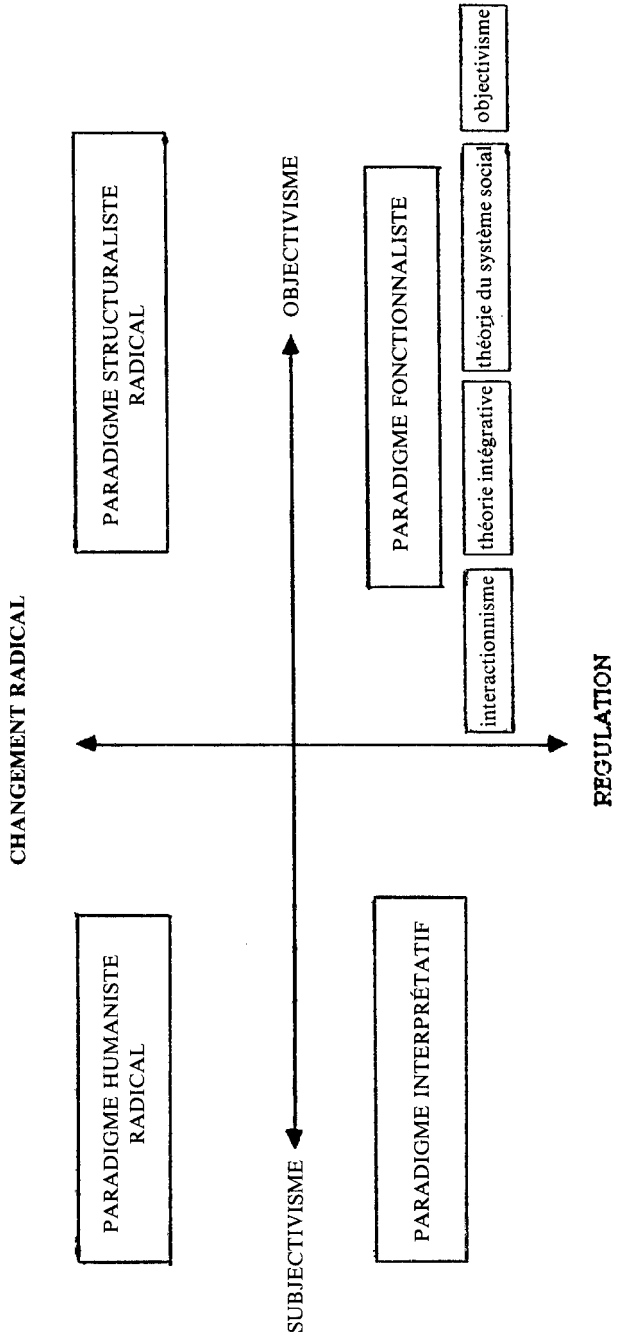 CHANGEMENT RADICAL
PARADIGME HUMANISTE
RADICAL
PARADIGME STRUCTURALISTE
RADICAL
SUBJECTIVISME
OBJECTIVISME
PARADIGME INTERPRÉTATIF
PARADIGME FONCTIONNALISTE
interactionnisme
théorie intégrative
théorie du système social
objectivisme
REGULATION